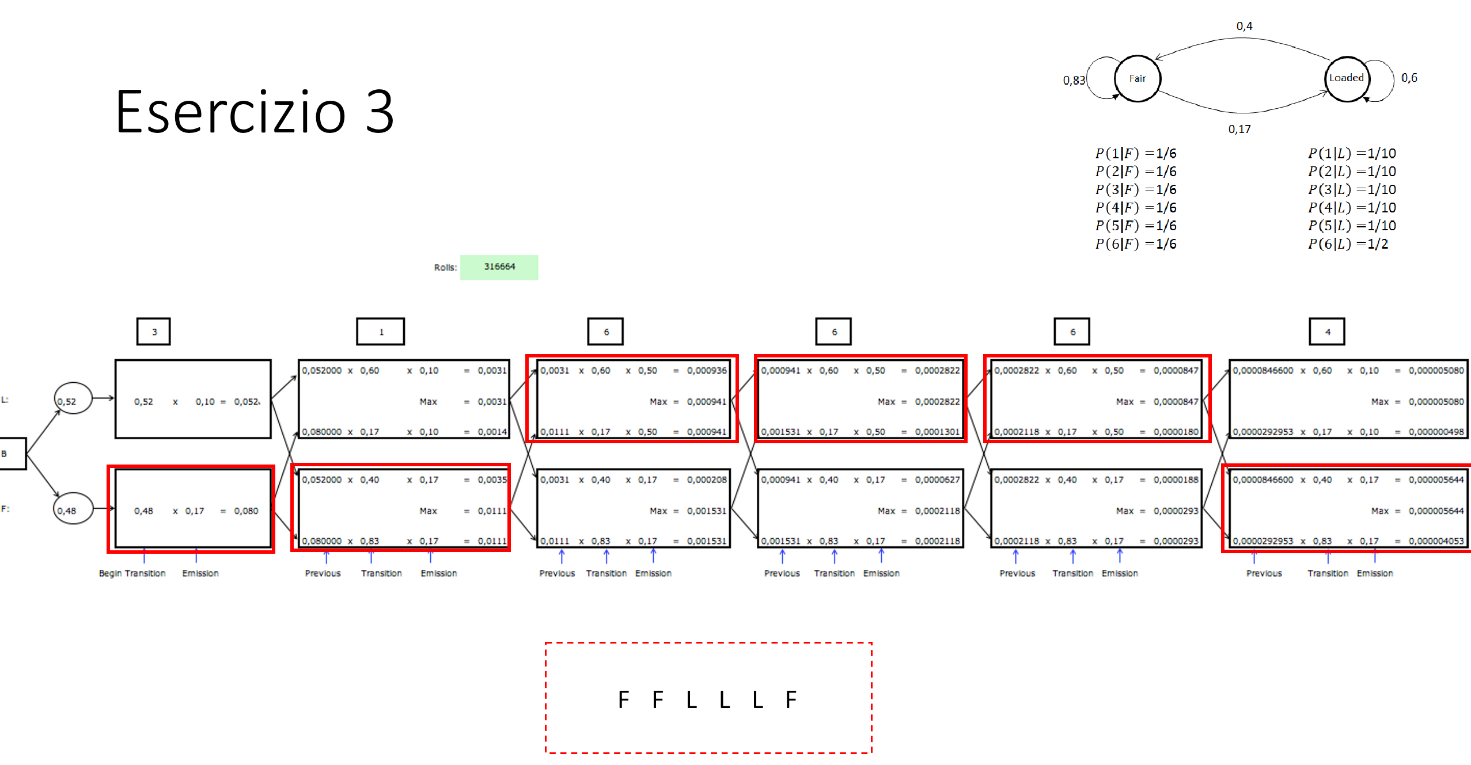 Esercizio 3
0,4
0,83 Fair Loaded 0,6
0,17
P(1|F) =1/6 P(1|L) =1/10
P(2|F) =1/6 P(2|L) =1/10
P(3|F) =1/6 P(3|L) =1/10
P(4|F) =1/6 P(4|L) =1/10
P(5|F) =1/6 P(5|L) =1/10
P(6|F) =1/6 P(6|L) =1/2
Rolls: 316664
3 1 6 6 6 4
0,052000 x 0,60 x 0,10 = 0,0031 0,0031 x 0,60 x 0,50 = 0,000936 0,000941 x 0,60 x 0,50 = 0,0002822 0,0002822 x 0,60 x 0,50 = 0,0000847 0,0000846600 x 0,60 x 0,10 = 0,000005080
L: 0,52 0,52 x 0,10 = 0,052 Max = 0,0031 Max = 0,000941 Max = 0,0002822 Max = 0,0000847 Max = 0,000005080
0,080000 x 0,17 x 0,10 = 0,0014 0,0111 x 0,17 x 0,50 = 0,000941 0,001531 x 0,17 x 0,50 = 0,0001301 0,0002118 x 0,17 x 0,50 = 0,0000180 0,0000292953 x 0,17 x 0,10 = 0,000000498
B
0,052000 x 0,40 x 0,17 = 0,0035 0,0031 x 0,40 x 0,17 = 0,000208 0,000941 x 0,40 x 0,17 = 0,0000627 0,0002822 x 0,40 x 0,17 = 0,0000188 0,0000846600 x 0,40 x 0,17 = 0,000005644
F: 0,48 0,48 x 0,17 = 0,080 Max = 0,0111 Max = 0,001531 Max = 0,0002118 Max = 0,0000293 Max = 0,000005644
0,080000 x 0,83 x 0,17 = 0,0111 0,0111 x 0,83 x 0,17 = 0,001531 0,001531 x 0,83 x 0,17 = 0,0002118 0,0002118 x 0,83 x 0,17 = 0,0000293 0,0000292953 x 0,83 x 0,17 = 0,000004053
Begin Transition Emission Previous Transition Emission Previous Transition Emission Previous Transition Emission Previous Transition Emission Previous Transition Emission
F F L L L F